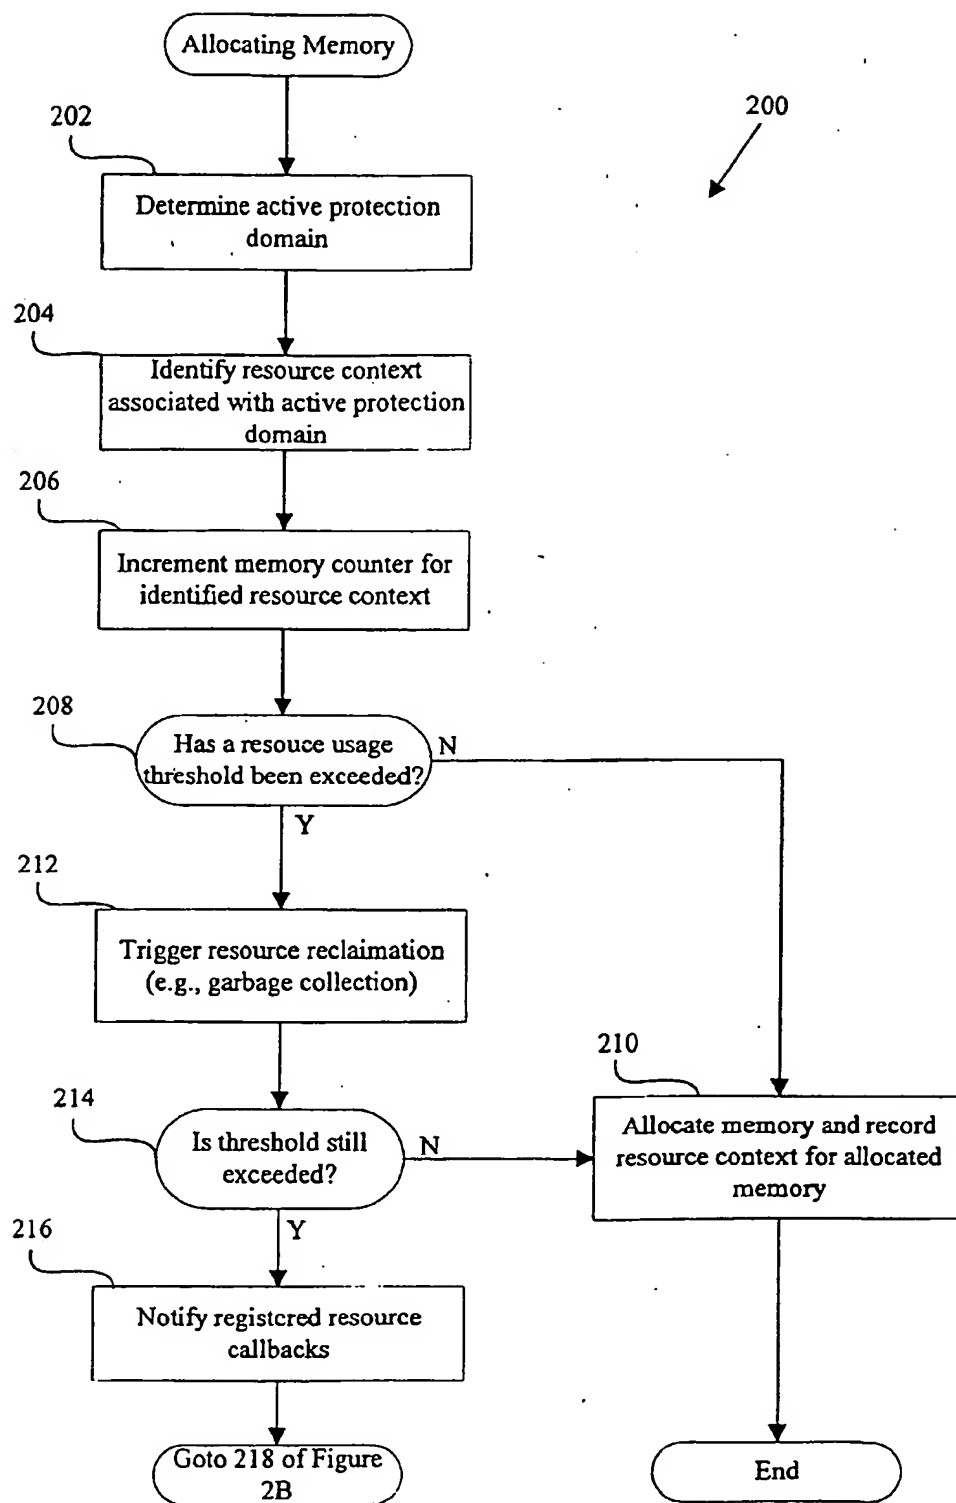 Allocating Memory
200
202
Determine active protection
domain
204
Identify resource context
associated with active protection
domain
206
Increment memory counter for
identified resource context
208
Has a resouce usage
threshold been exceeded?
N
Y
212
Trigger resource reclaimation
(e.g., garbage collection)
210
Allocate memory and record
resource context for allocated
memory
214
Is threshold still
exceeded?
N
Y
216
Notify registered resource
callbacks
Goto 218 of Figure
2B
End